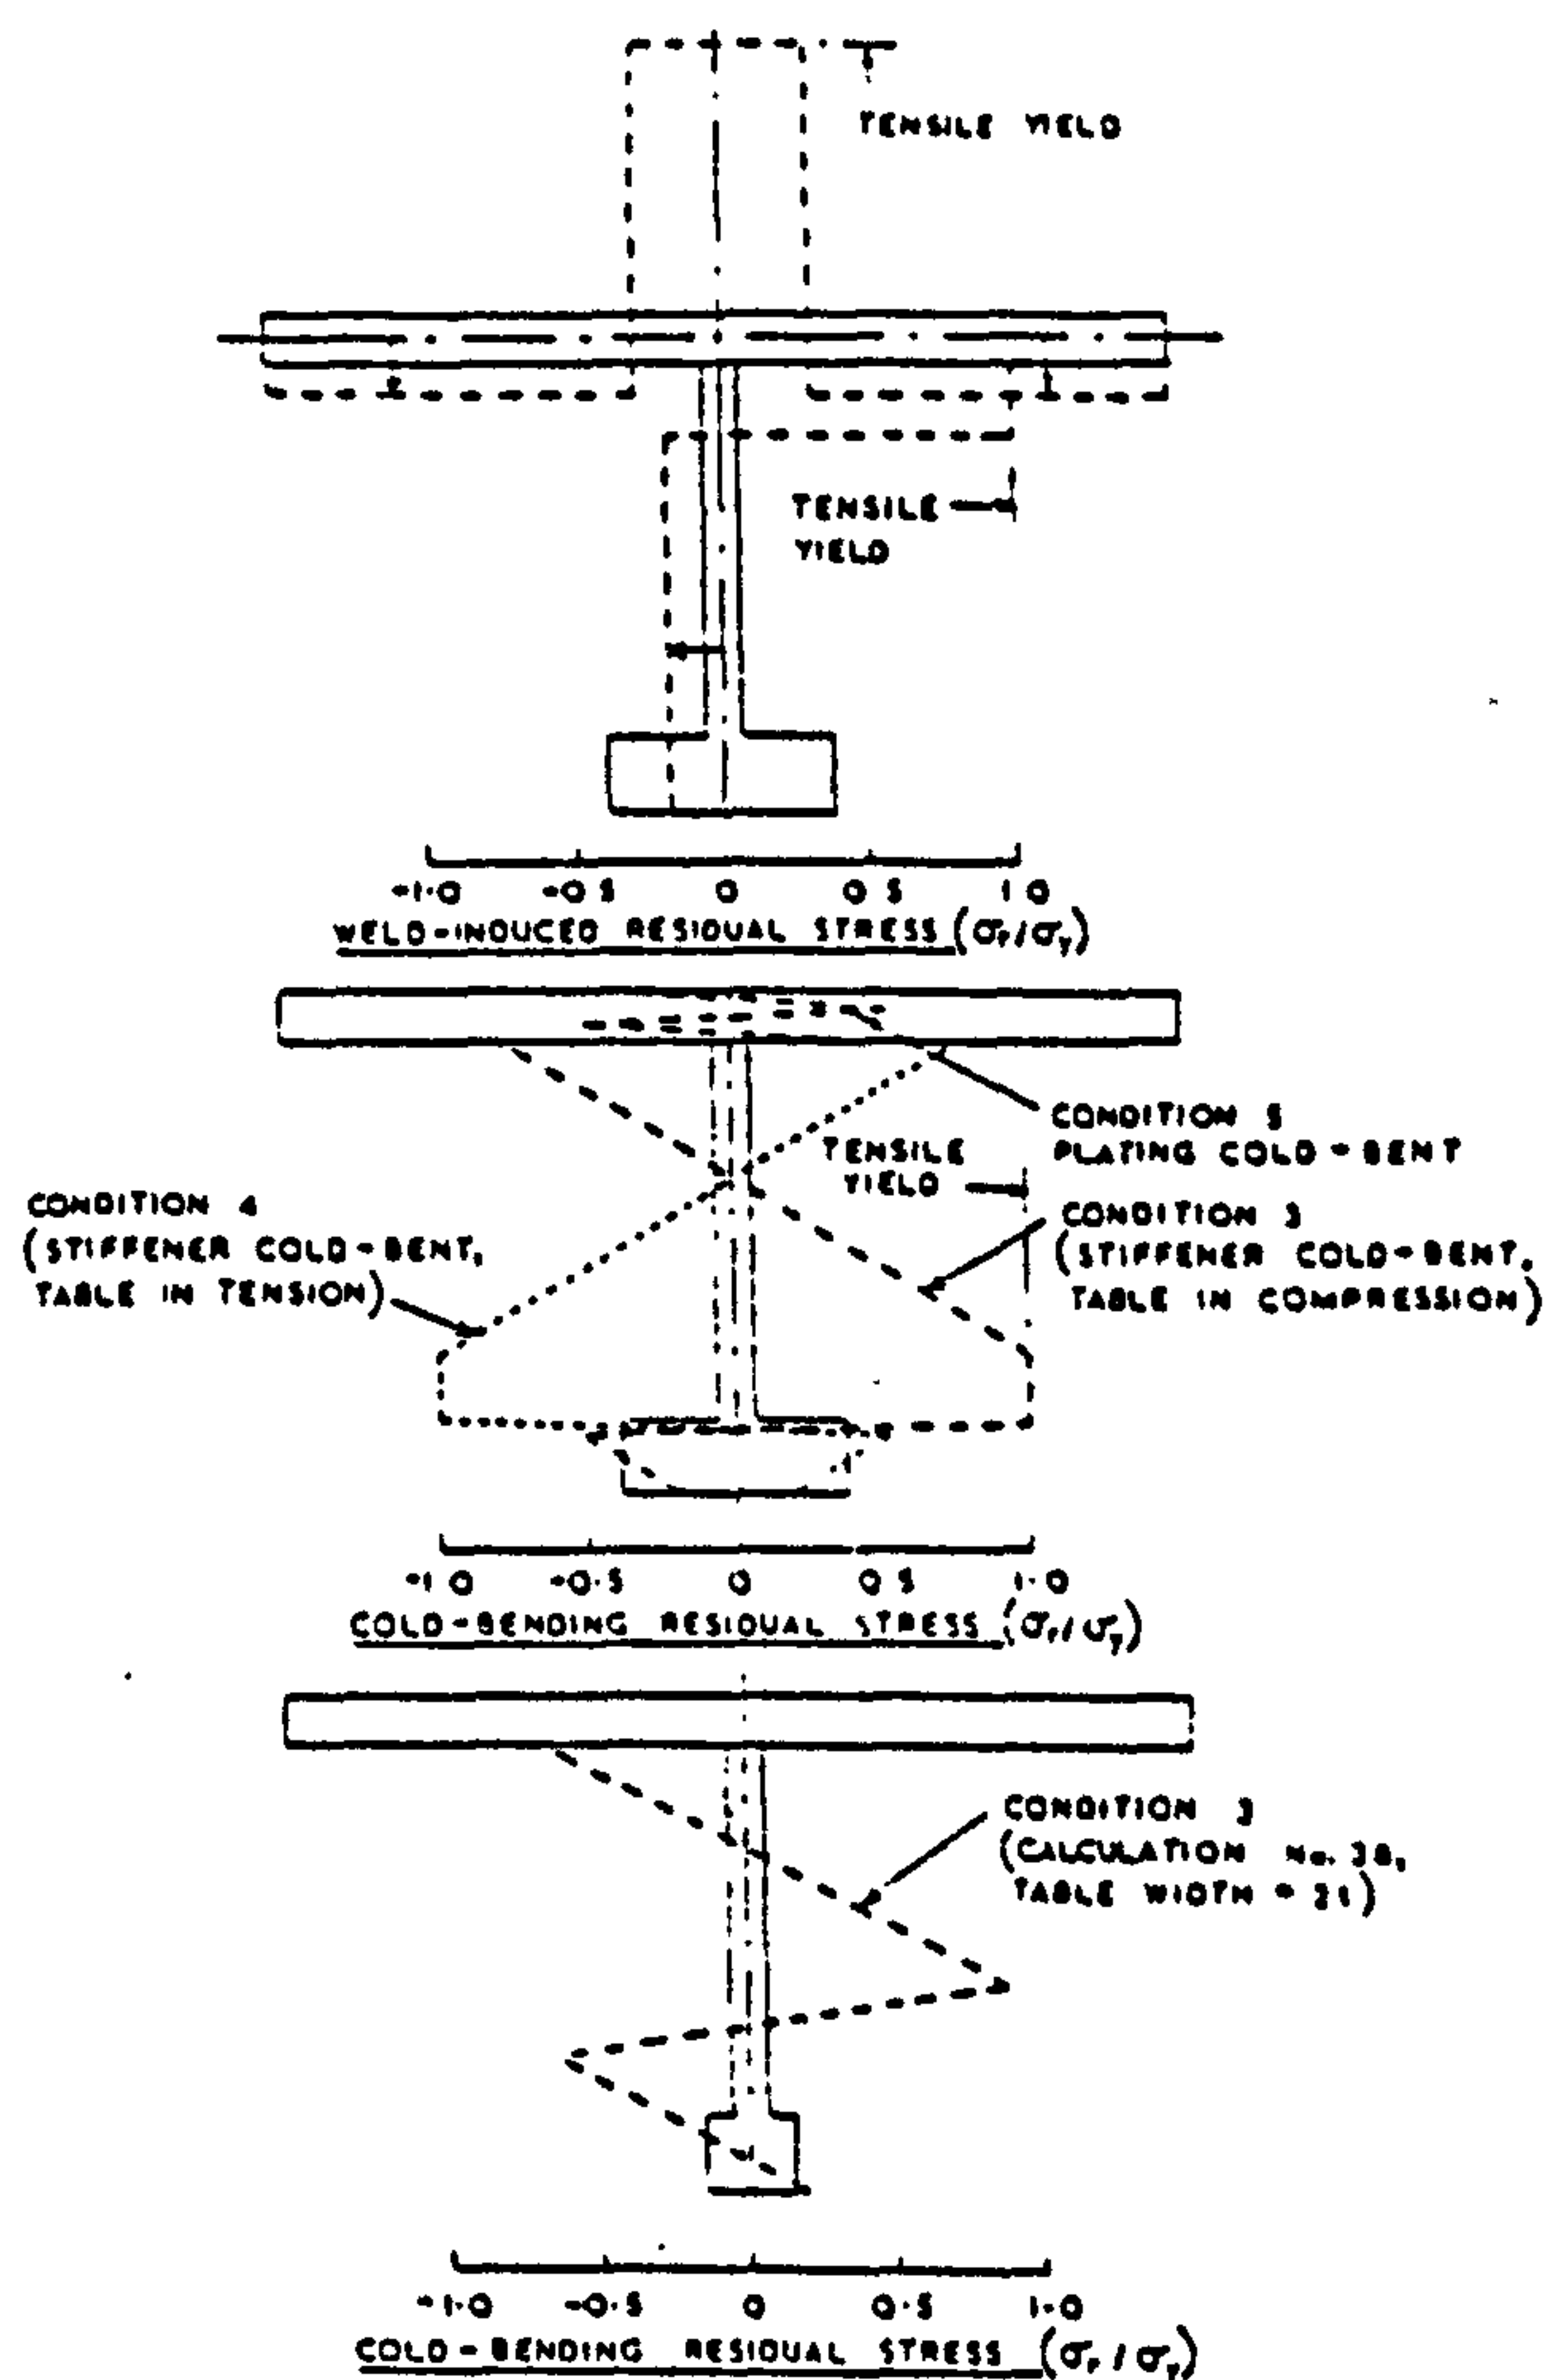 TENSILE YIELD
TENSILE
YIELD
-1·0 -0 5 0 0 5 1 0
WELD-INDUCED RESIDUAL STRESS (σr/σy)
CONDITION 5
PLATING COLD-BENT
TENSILE
YIELD
CONDITION 4
(STIFFENER COLD-BENT,
TABLE IN TENSION)
CONDITION 3
(STIFFENER COLD-BENT,
TABLE IN COMPRESSION)
-1 0 -0·5 0 0 5 1·0
COLD-BENDING RESIDUAL STRESS (σr/σy)
CONDITION 3
(CALCULATION No.
TABLE WIDTH =
-1·0 -0·5 0 0·5 1·0
COLD-BENDING RESIDUAL STRESS (σr/σy)